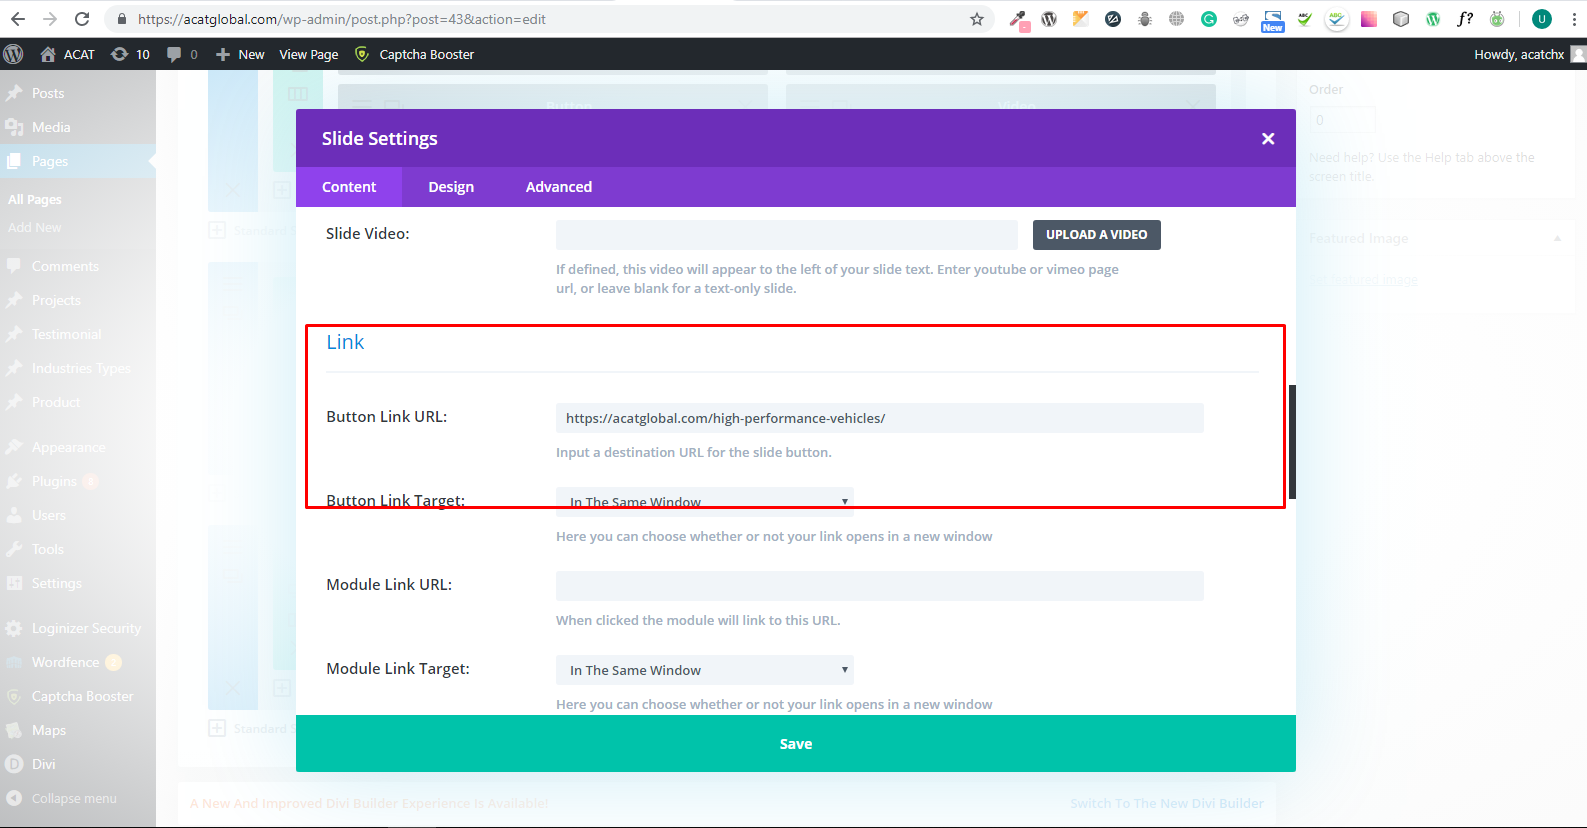 https://acatglobal.com/wp-admin/post.php?post=43&action=edit
New
ABC
ABC
f?
U
ACAT
10
0
New
View Page
Captcha Booster
Howdy, acatchx
Posts
Media
Pages
All Pages
Add New
Comments
Projects
Testimonial
Industries Types
Product
Appearance
Plugins
Users
Tools
Settings
Loginizer Security
Wordfence
Captcha Booster
Maps
Divi
Collapse menu
Button
Video
Slide Settings
Content
Design
Advanced
Slide Video:
UPLOAD A VIDEO
If defined, this video will appear to the left of your slide text. Enter youtube or vimeo page
url, or leave blank for a text-only slide.
Link
Button Link URL:
https://acatglobal.com/high-performance-vehicles/
Input a destination URL for the slide button.
Button Link Target:
In The Same Window
Here you can choose whether or not your link opens in a new window
Module Link URL:
When clicked the module will link to this URL.
Module Link Target:
In The Same Window
Here you can choose whether or not your link opens in a new window
Save
Standard S
Standard S
Order
0
Need help? Use the Help tab above the
screen title.
Featured Image
image
A New And Improved Divi Builder Experience Is Available!
Switch To The New Divi Builder